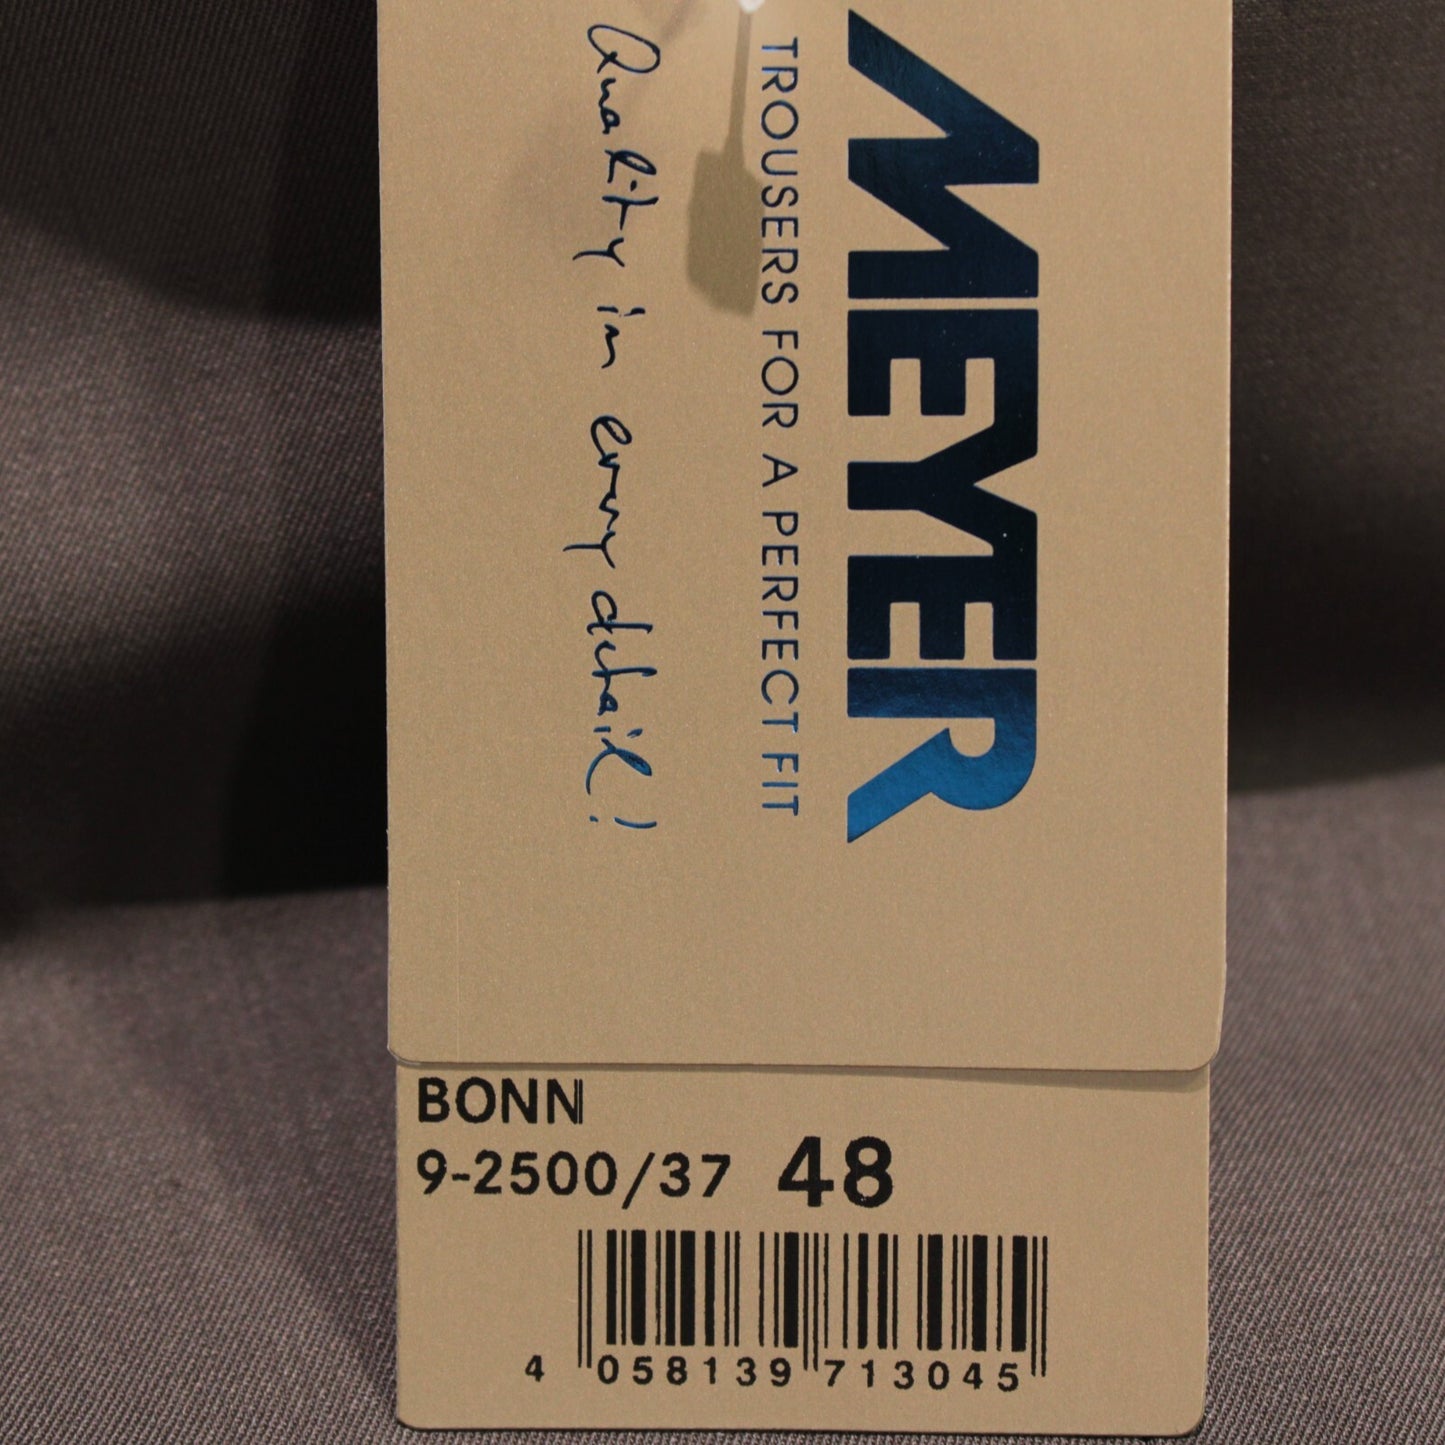 MEYER
TROUSERS FOR A PERFECT FIT
Quality in every detail!
BONN
9-2500/37 48
4 058139 713045